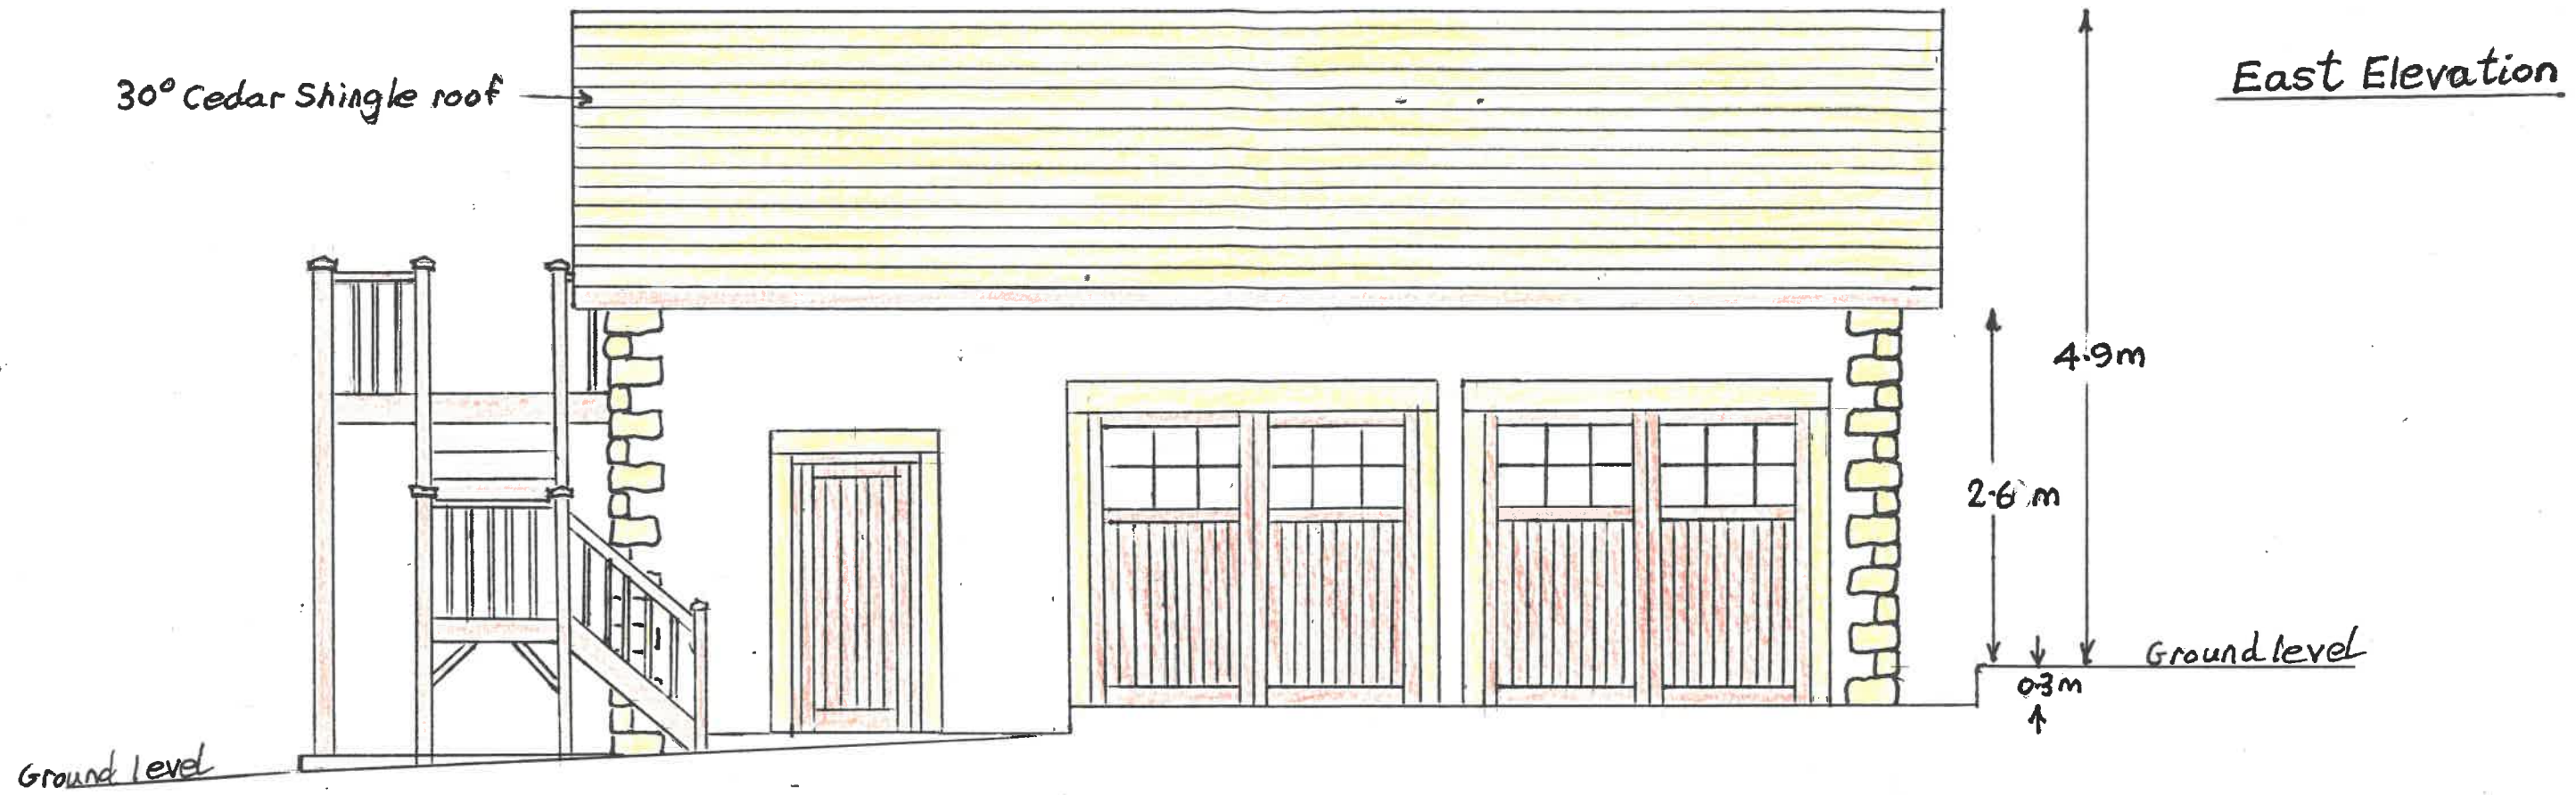 30° Cedar Shingle roof
East Elevation
4.9m
2.6 m
Ground level
0.3m
Ground level